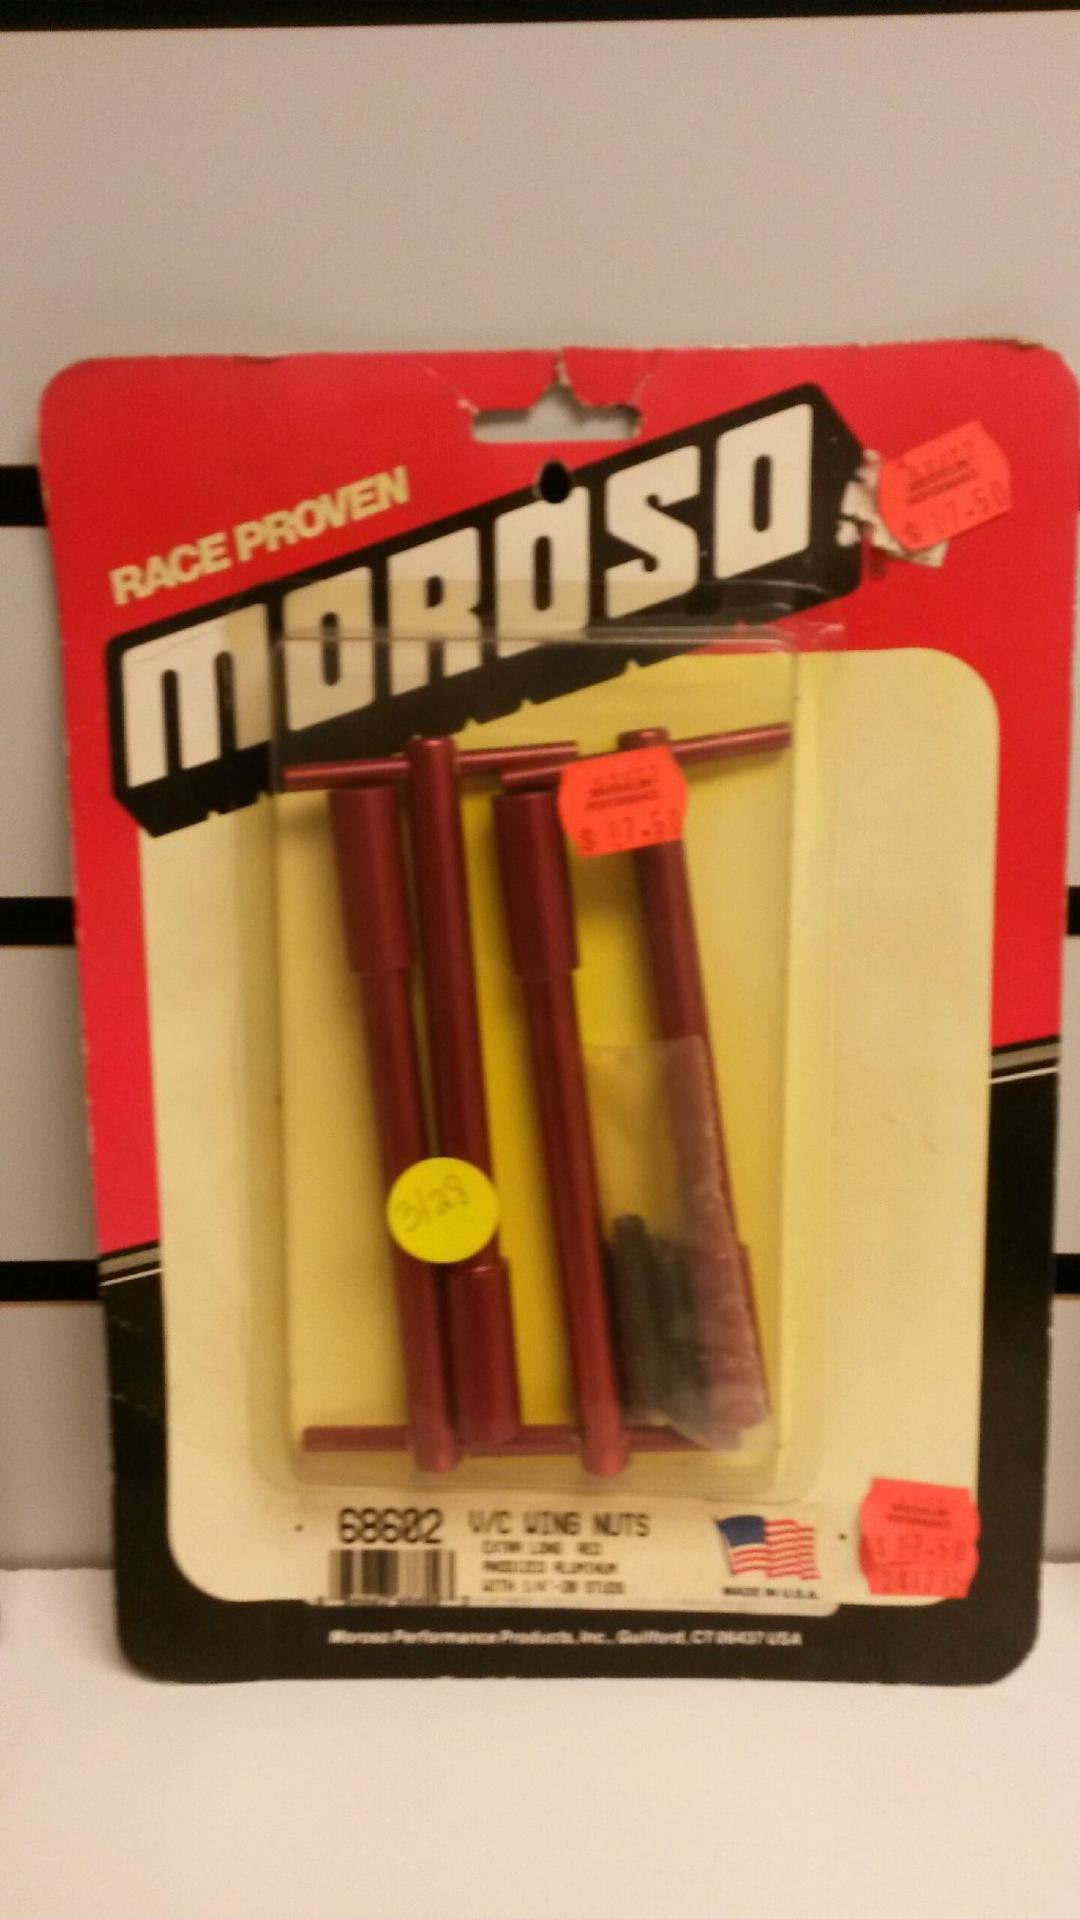 RACE PROVEN
MOROSO
$ 17.50
$ 17.50
3/28
68602 V/C WING NUTS
EXTRA LONG RED
ANODIZED ALUMINUM
WITH 1/4"-20 STUDS
MADE IN U.S.A.
$ 17.50
Moroso Performance Products, Inc., Guilford, CT 06437 USA